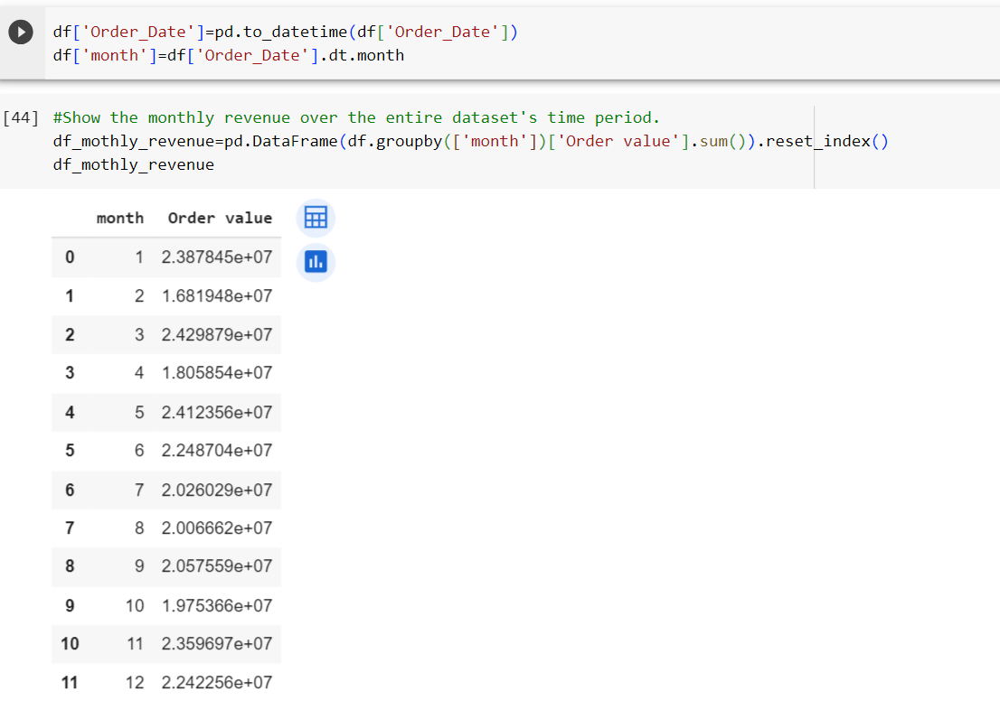 df['Order_Date']=pd.to_datetime(df['Order_Date'])
df['month']=df['Order_Date'].dt.month
[44] #Show the monthly revenue over the entire dataset's time period.
df_mothly_revenue=pd.DataFrame(df.groupby(['month'])['Order value'].sum()).reset_index()
df_mothly_revenue
month Order value
0 1 2.387845e+07
1 2 1.681948e+07
2 3 2.429879e+07
3 4 1.805854e+07
4 5 2.412356e+07
5 6 2.248704e+07
6 7 2.026029e+07
7 8 2.006662e+07
8 9 2.057559e+07
9 10 1.975366e+07
10 11 2.359697e+07
11 12 2.242256e+07